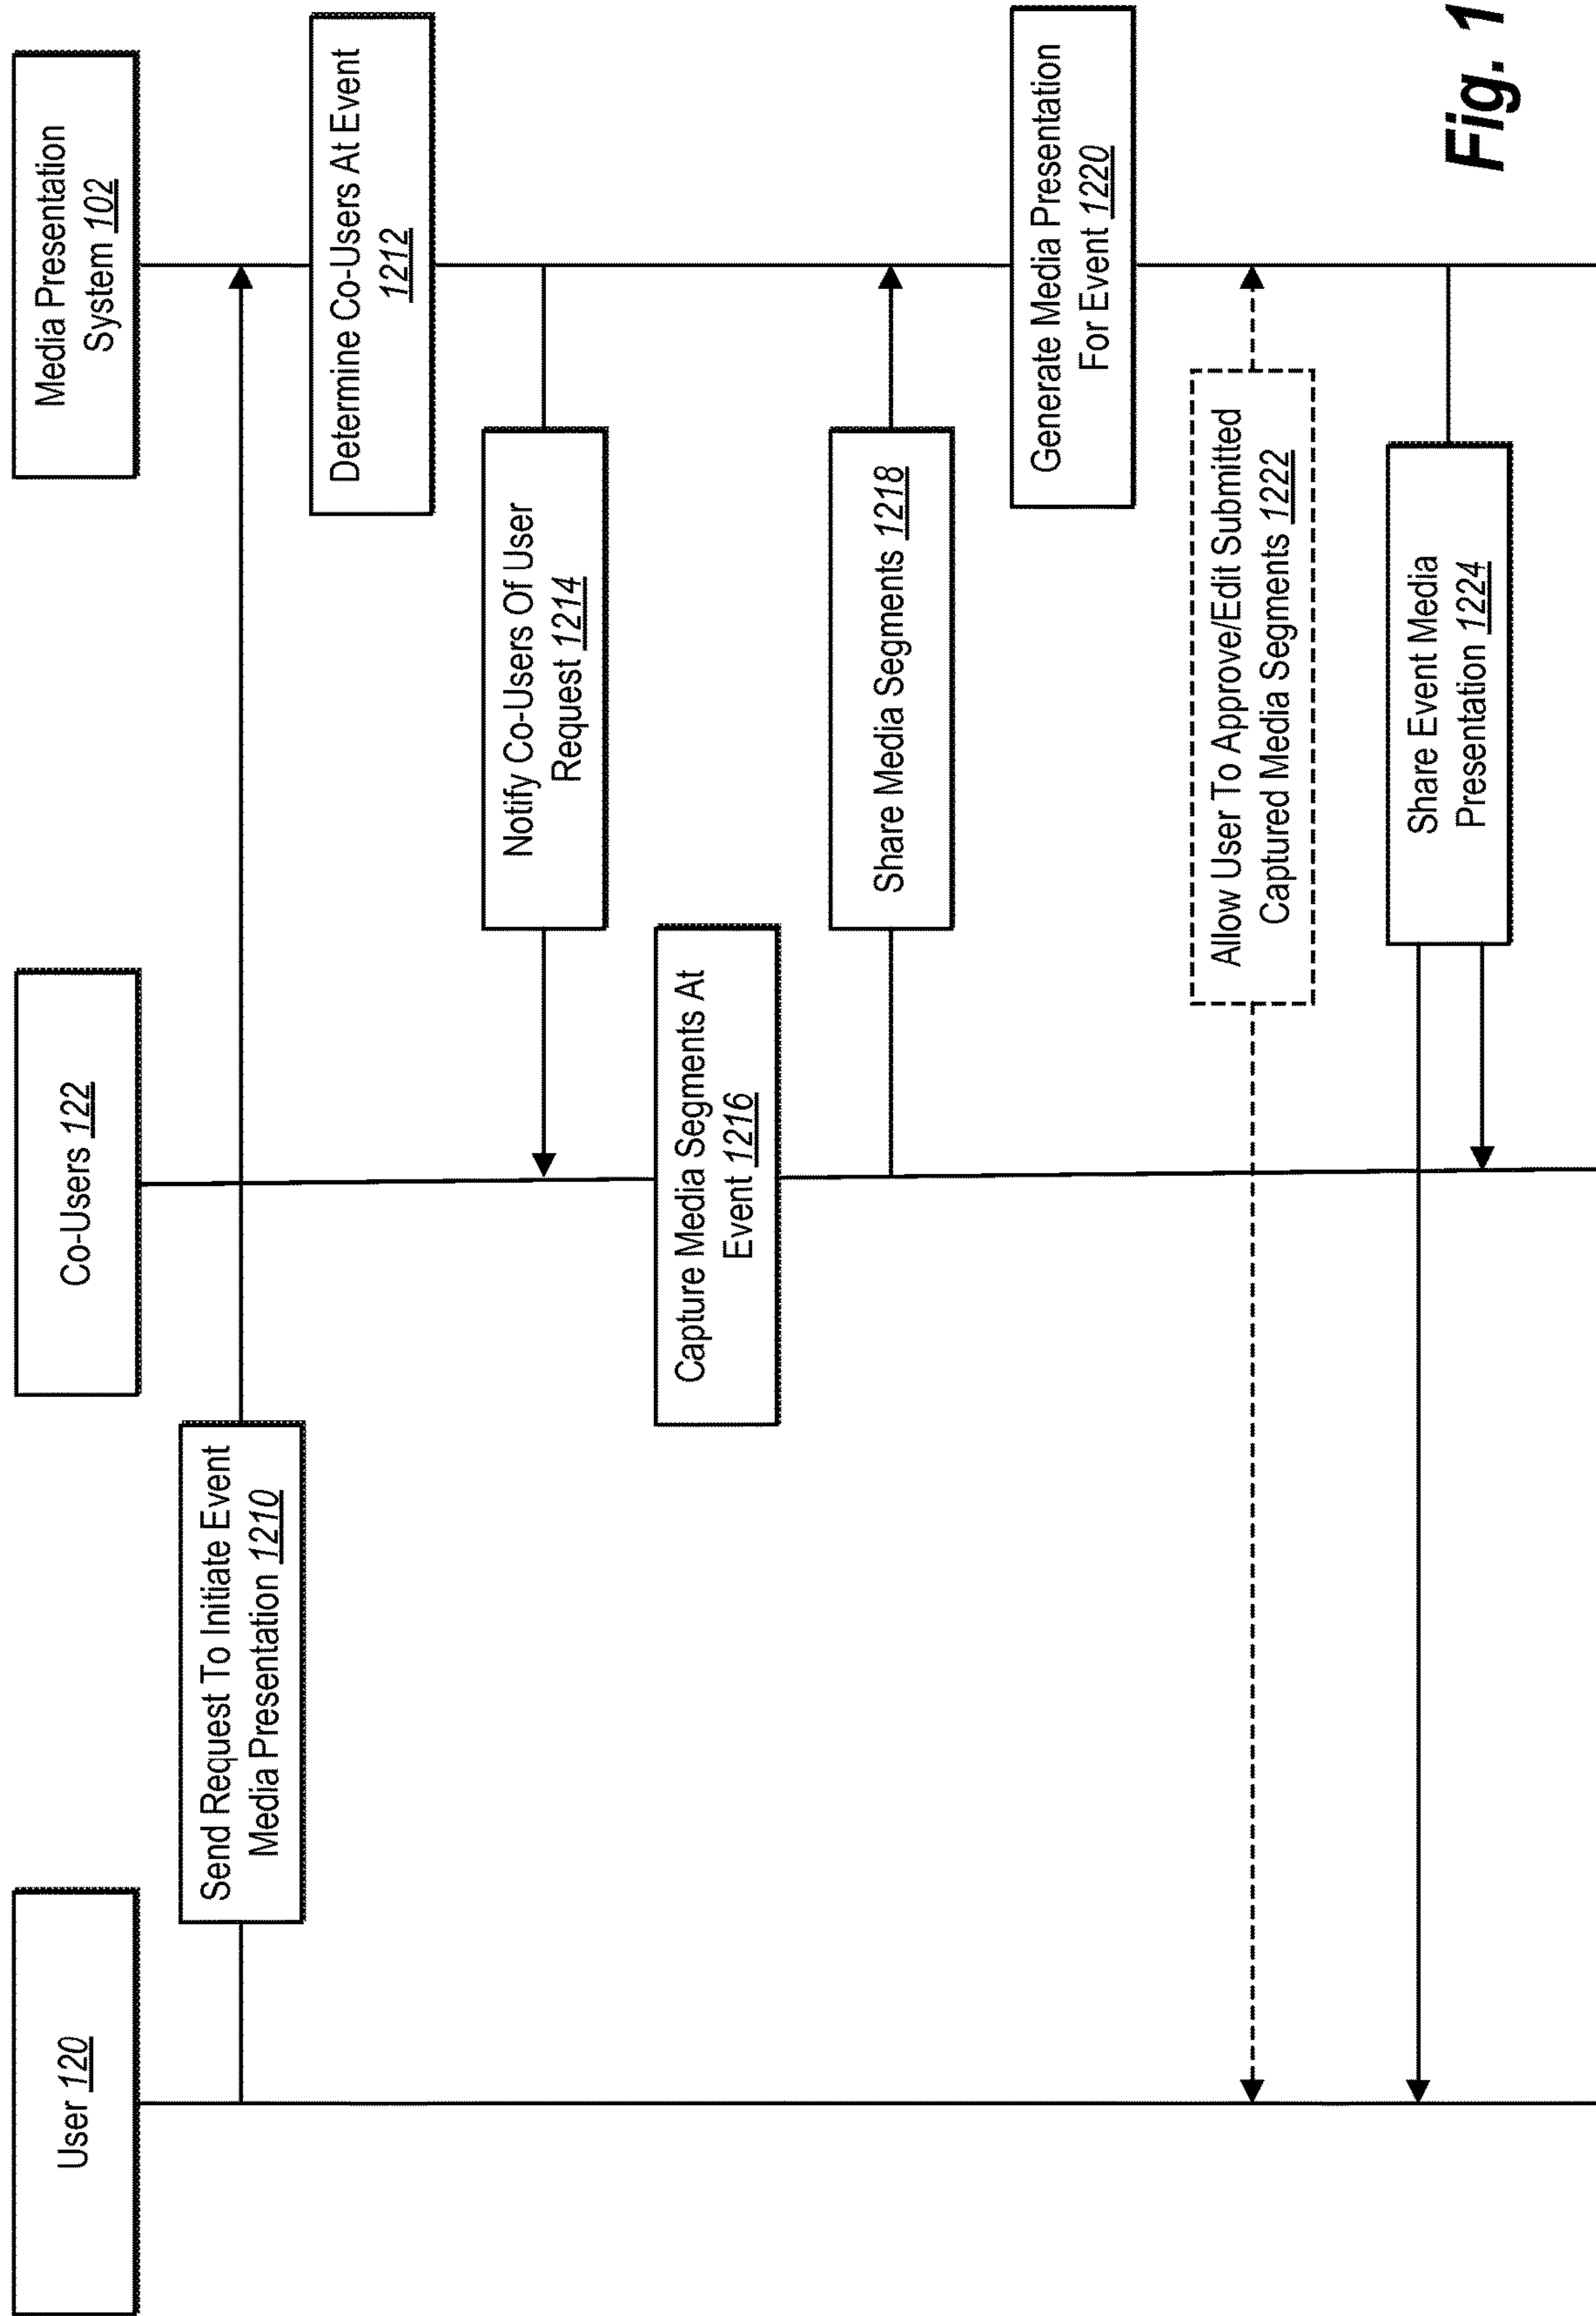 User 120
Co-Users 122
Media Presentation
System 102
Send Request To Initiate Event
Media Presentation 1210
Determine Co-Users At Event
1212
Notify Co-Users Of User
Request 1214
Capture Media Segments At
Event 1216
Share Media Segments 1218
Generate Media Presentation
For Event 1220
Allow User To Approve/Edit Submitted
Captured Media Segments 1222
Share Event Media
Presentation 1224
Fig. 1